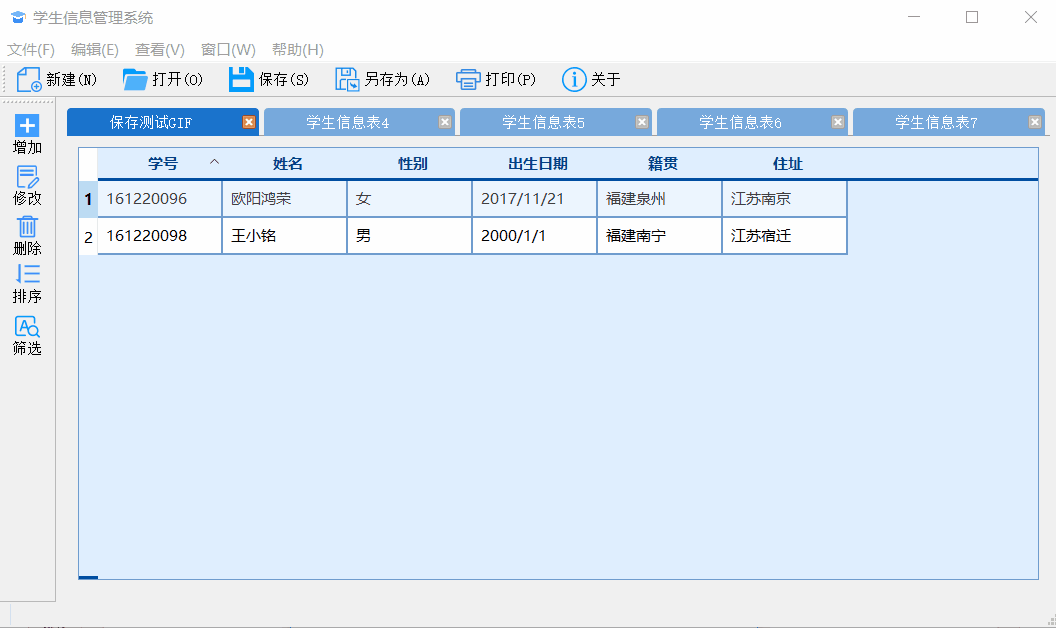 学生信息管理系统
文件(F) 编辑(E) 查看(V) 窗口(W) 帮助(H)
新建(N) 打开(O) 保存(S) 另存为(A) 打印(P) 关于
增加
修改
删除
排序
筛选
保存测试GIF 学生信息表4 学生信息表5 学生信息表6 学生信息表7
学号 姓名 性别 出生日期 籍贯 住址
1 161220096 欧阳鸿荣 女 2017/11/21 福建泉州 江苏南京
2 161220098 王小铭 男 2000/1/1 福建南宁 江苏宿迁